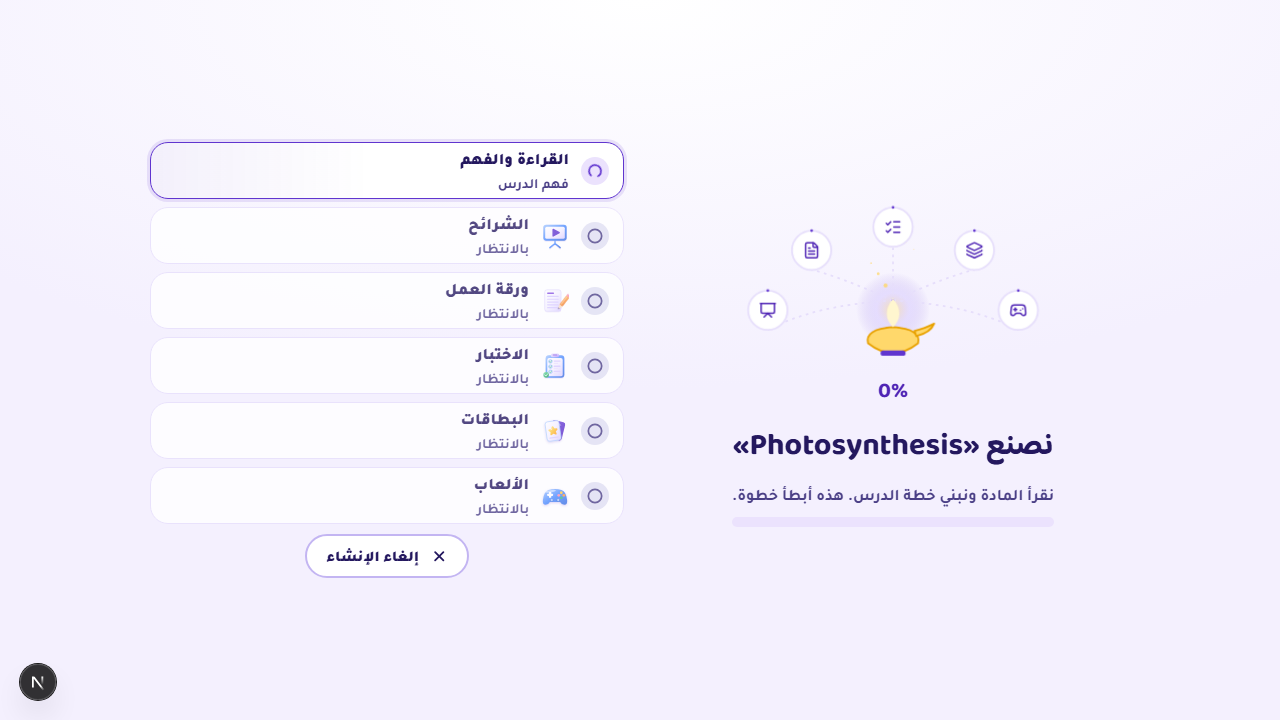 0%
نصنع «Photosynthesis»
نقرأ المادة ونبني خطة الدرس. هذه أبطأ خطوة.
القراءة والفهم
فهم الدرس
الشرائح
بالانتظار
ورقة العمل
بالانتظار
الاختبار
بالانتظار
البطاقات
بالانتظار
الألعاب
بالانتظار
إلغاء الإنشاء
N